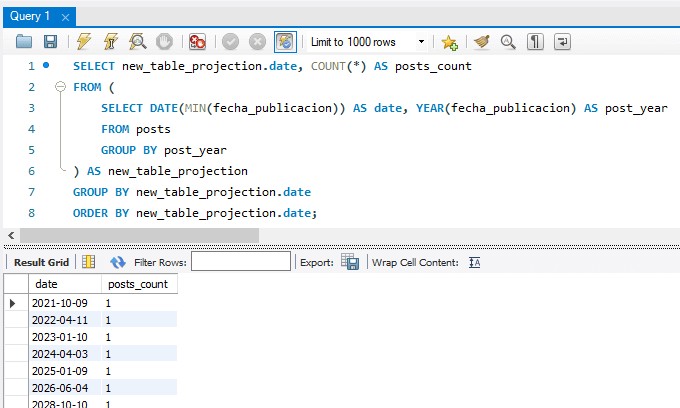 Query 1
Limit to 1000 rows
1 SELECT new_table_projection.date, COUNT(*) AS posts_count
2 FROM (
3 SELECT DATE(MIN(fecha_publicacion)) AS date, YEAR(fecha_publicacion) AS post_year
4 FROM posts
5 GROUP BY post_year
6 ) AS new_table_projection
7 GROUP BY new_table_projection.date
8 ORDER BY new_table_projection.date;
Result Grid Filter Rows: Export: Wrap Cell Content:
date posts_count
2021-10-09 1
2022-04-11 1
2023-01-10 1
2024-04-03 1
2025-01-09 1
2026-06-04 1
2028-10-10 1